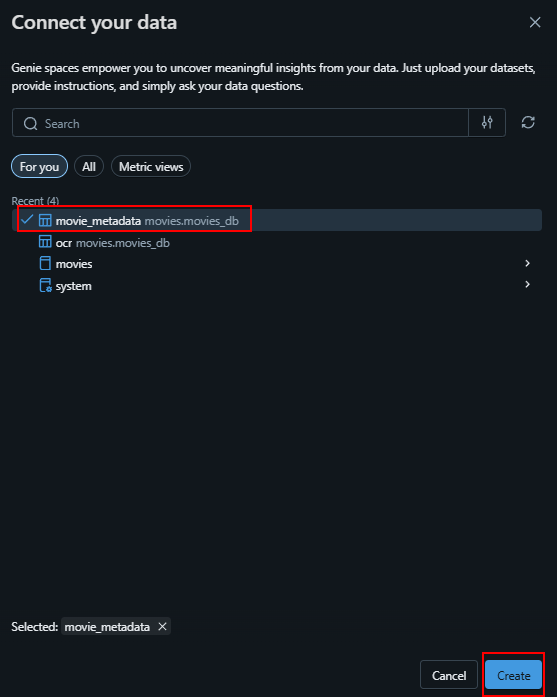 Connect your data
Genie spaces empower you to uncover meaningful insights from your data. Just upload your datasets,
provide instructions, and simply ask your data questions.
Search
For you All Metric views
Recent (4)
movie_metadata movies.movies_db
ocr movies.movies_db
movies
system
Selected: movie_metadata
Cancel Create